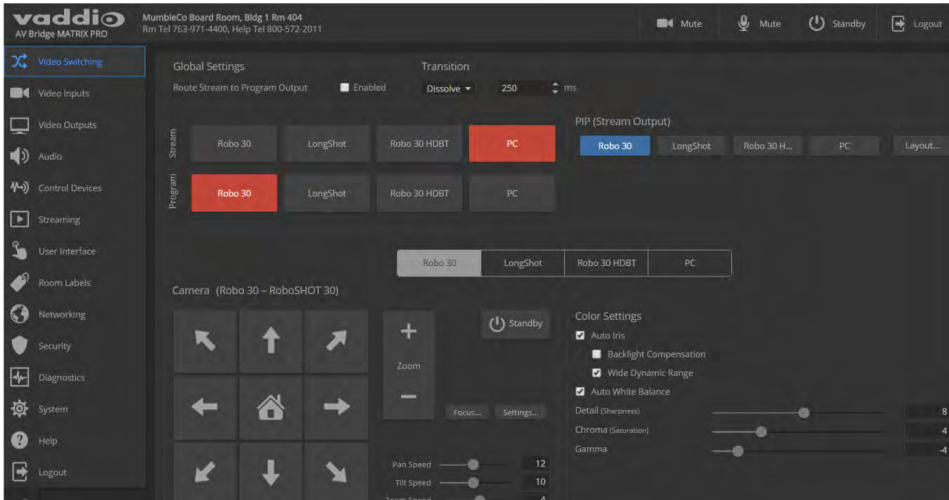 vaddio
AV Bridge MATRIX PRO
MumbleCo Board Room, Bldg 1 Rm 404
Rm Tel 763-971-4400, Help Tel 800-572-2011
Mute
Mute
Standby
Logout
Video Switching
Video Inputs
Video Outputs
Audio
Control Devices
Streaming
User Interface
Room Labels
Networking
Security
Diagnostics
System
Help
Logout
Global Settings
Transition
Route Stream to Program Output Enabled Dissolve 250 ms
Stream
Robo 30 LongShot Robo 30 HDBT PC
Program
Robo 30 LongShot Robo 30 HDBT PC
PIP (Stream Output)
Robo 30 LongShot Robo 30 H... PC Layout...
Robo 30 LongShot Robo 30 HDBT PC
Camera (Robo 30 – RoboSHOT 30)
Zoom
Standby
Focus... Settings...
Pan Speed 12
Tilt Speed 10
Zoom Speed 4
Color Settings
Auto Iris
Backlight Compensation
Wide Dynamic Range
Auto White Balance
Detail (Sharpness) 8
Chroma (Saturation) 4
Gamma -4